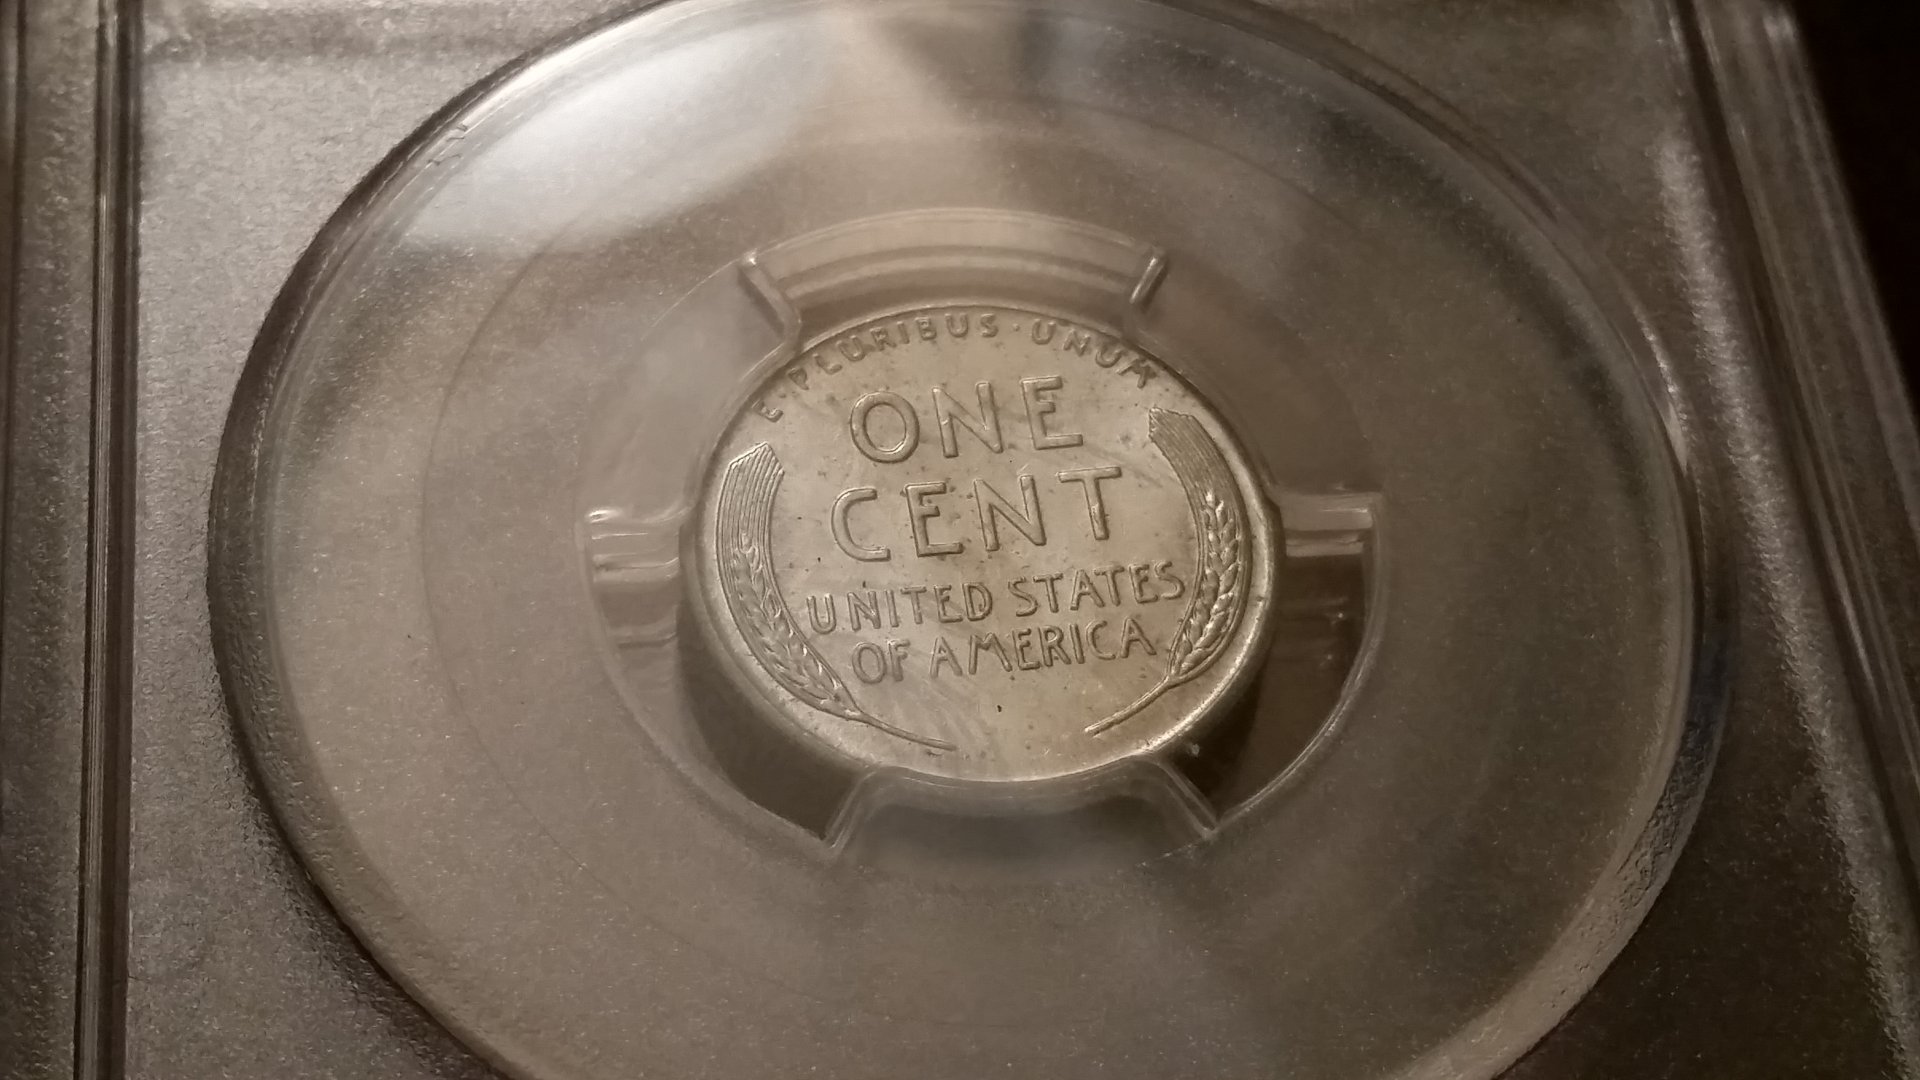 E·PLURIBUS·UNUM
ONE
CENT
UNITED STATES
OF AMERICA